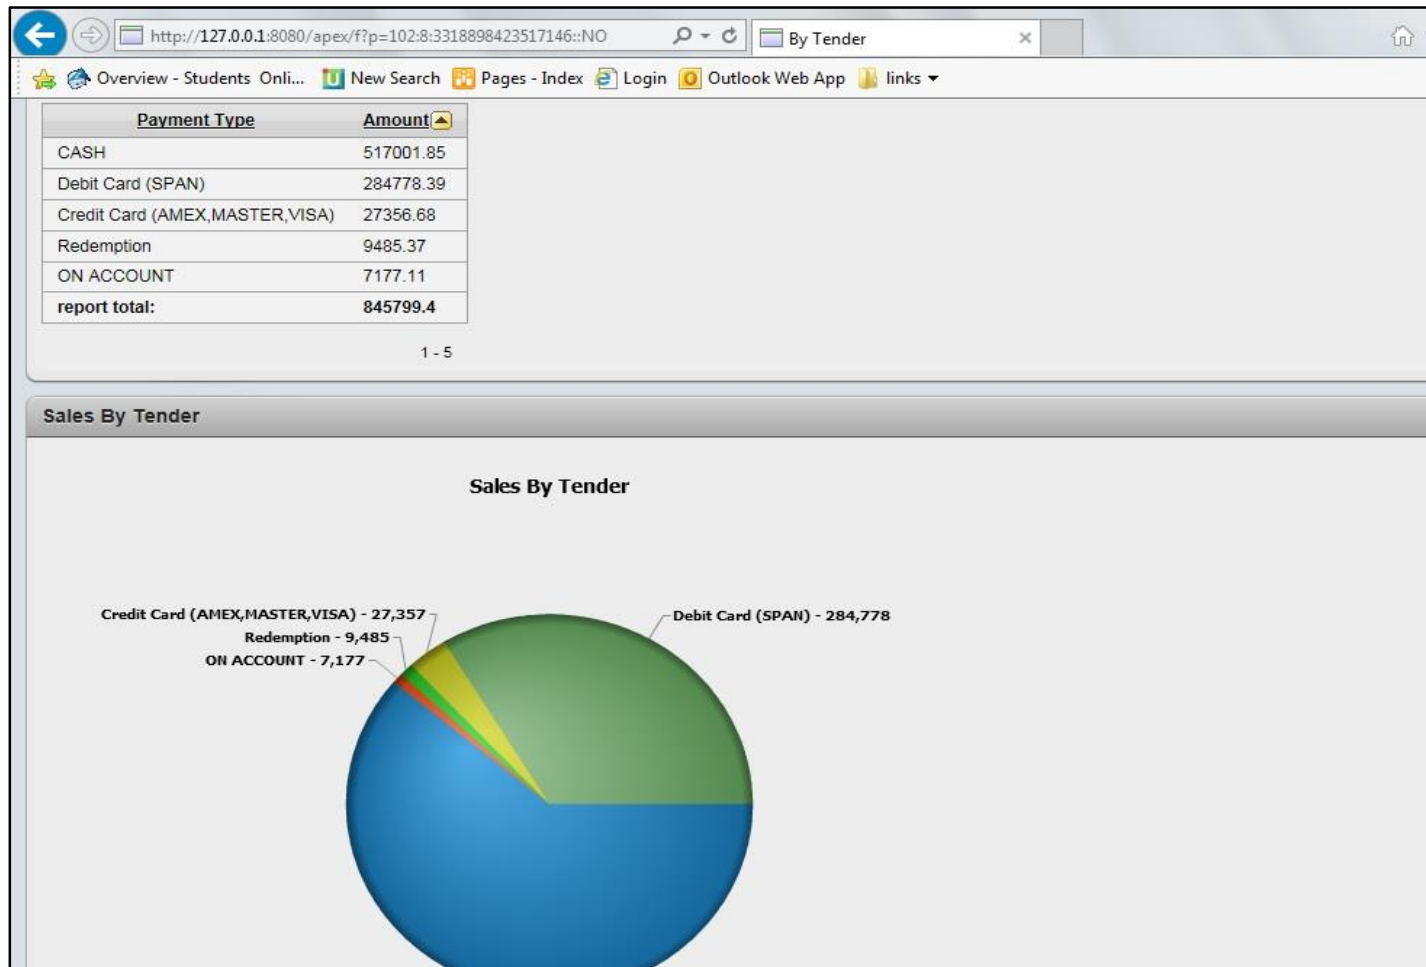 http://127.0.0.1:8080/apex/f?p=102:8:3318898423517146::NO By Tender
Overview - Students Onli... New Search Pages - Index Login Outlook Web App links
Payment Type Amount
CASH 517001.85
Debit Card (SPAN) 284778.39
Credit Card (AMEX,MASTER,VISA) 27356.68
Redemption 9485.37
ON ACCOUNT 7177.11
report total: 845799.4
1 - 5
Sales By Tender
Sales By Tender
Credit Card (AMEX,MASTER,VISA) - 27,357 Debit Card (SPAN) - 284,778
Redemption - 9,485
ON ACCOUNT - 7,177